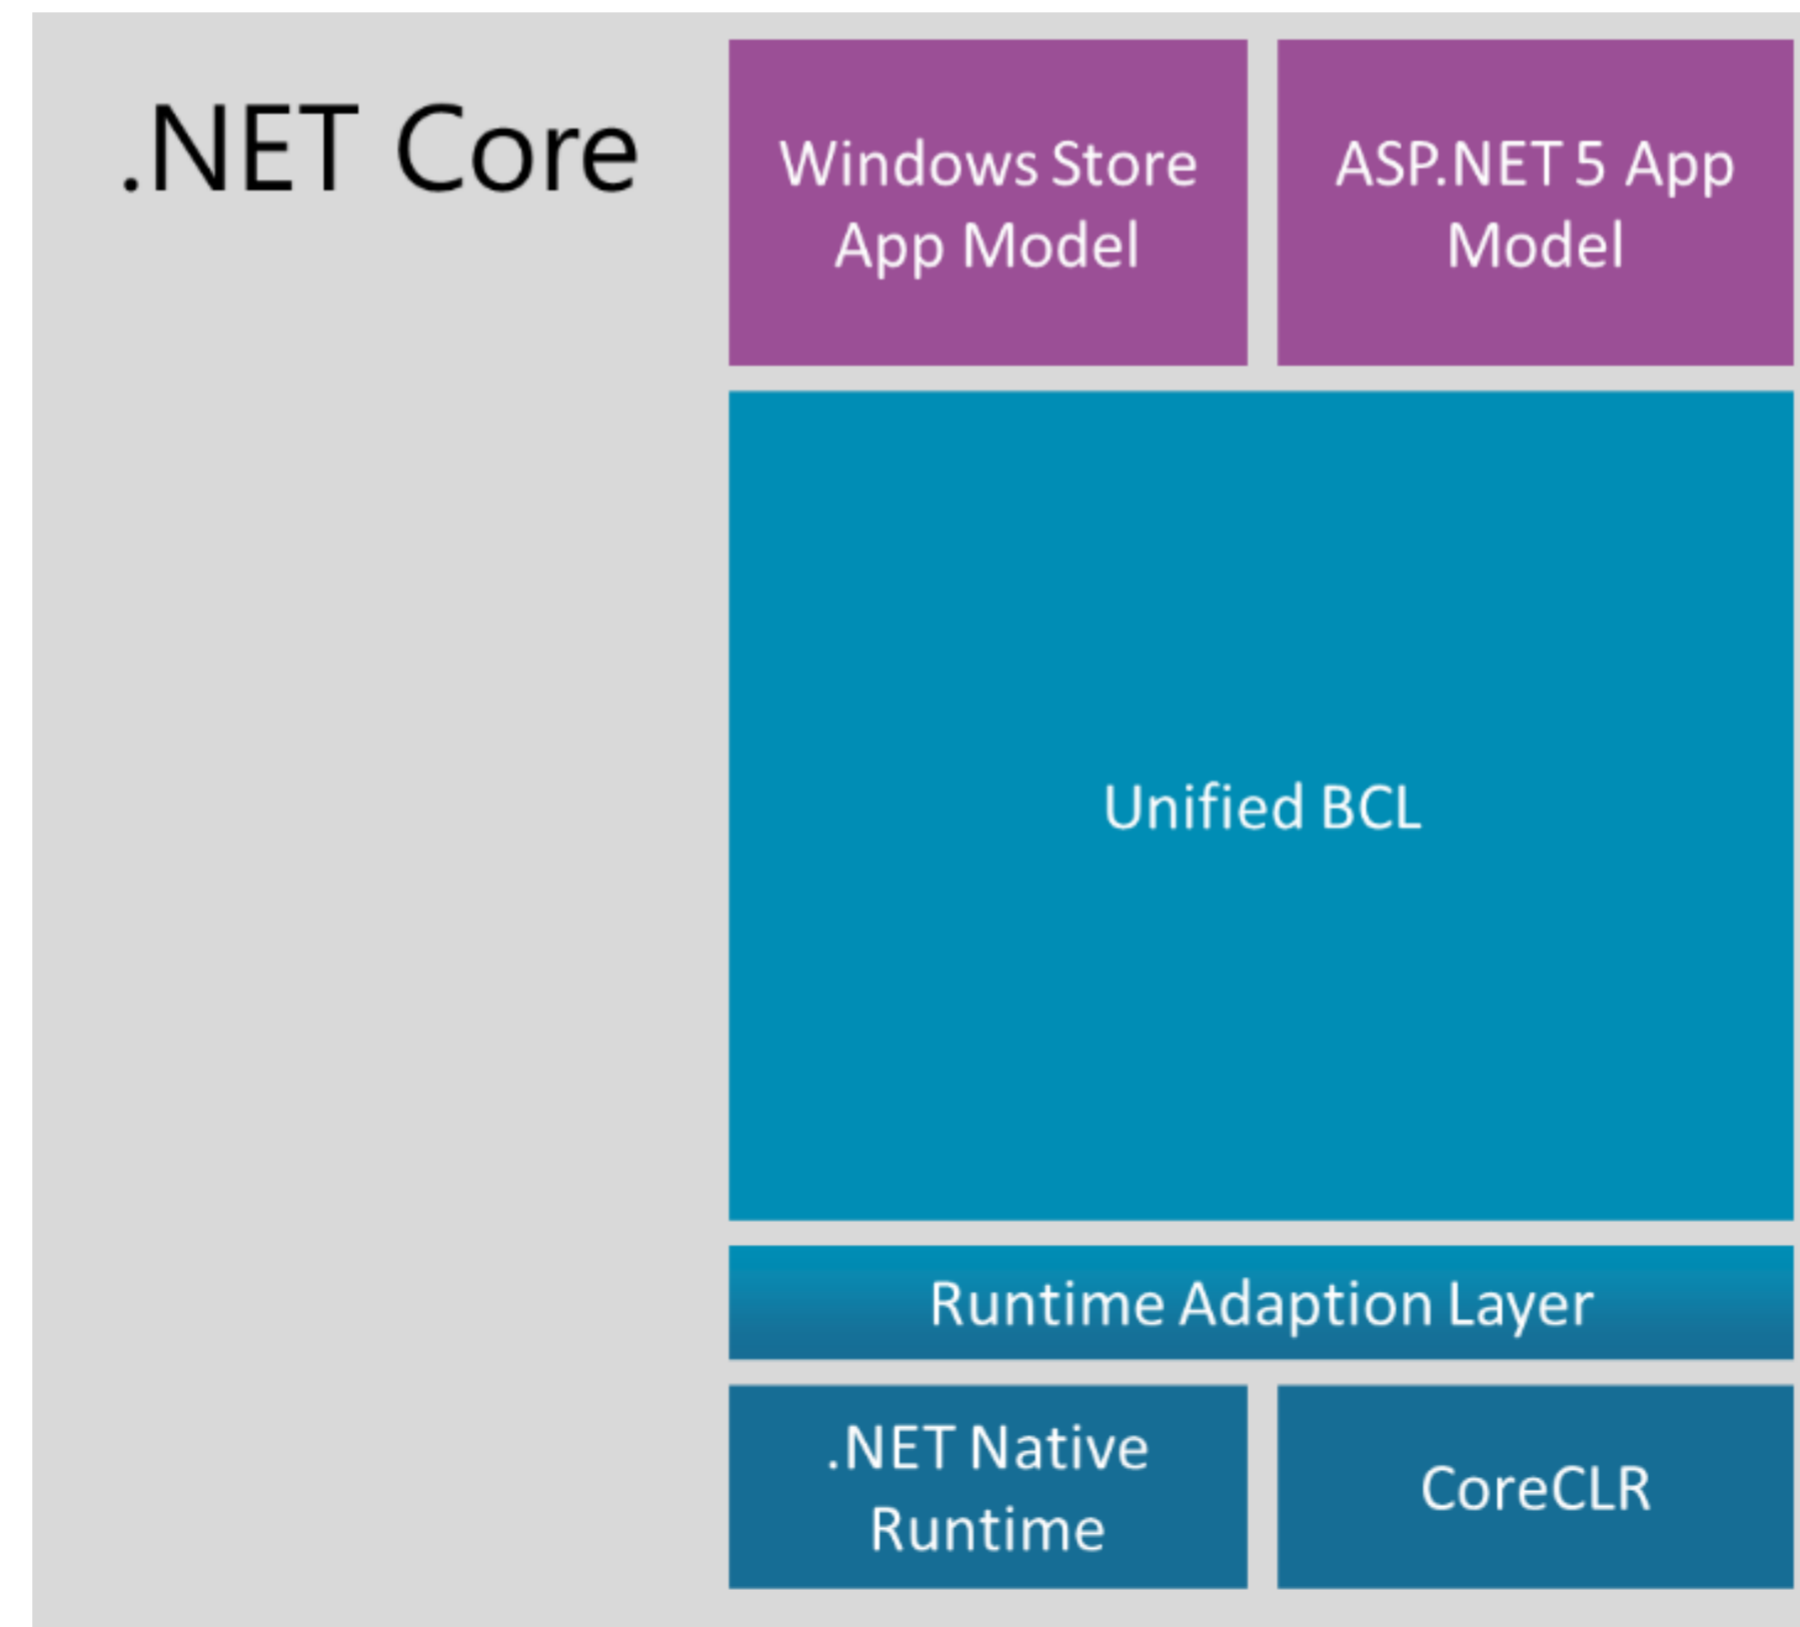 .NET Core
Windows Store
App Model
ASP.NET 5 App
Model
Unified BCL
Runtime Adaption Layer
.NET Native
Runtime
CoreCLR